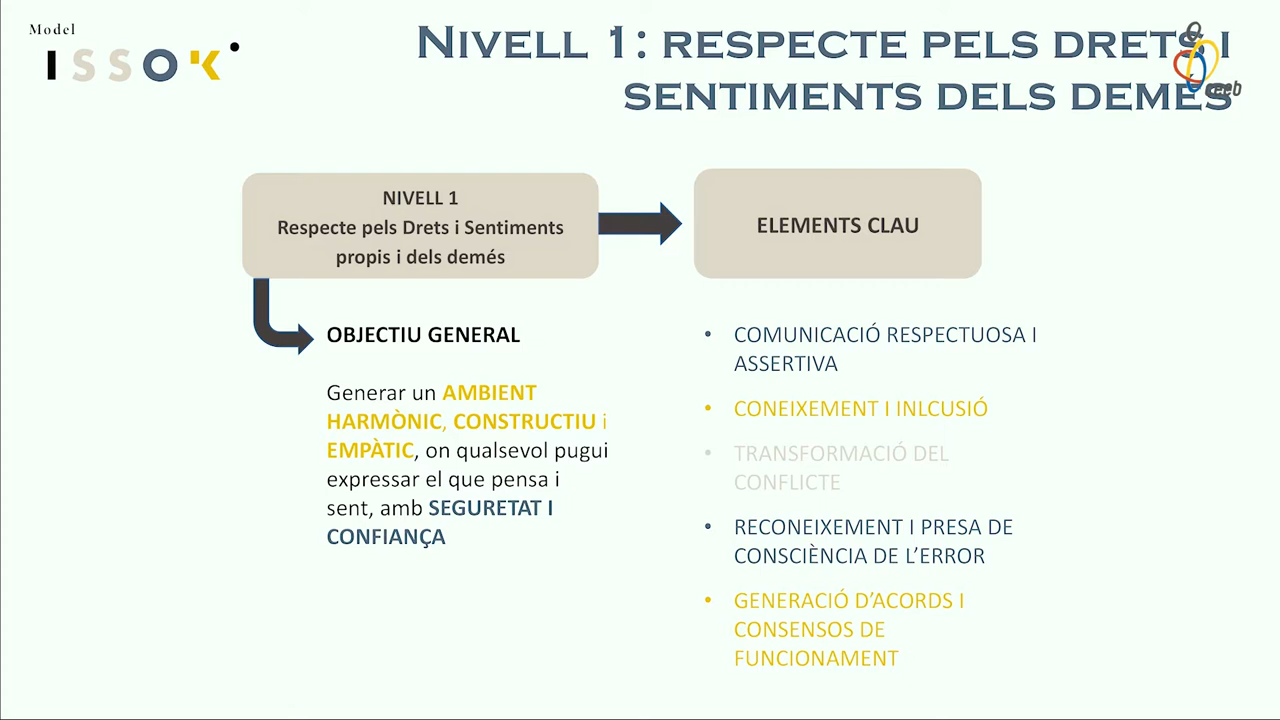 Model
ISSOK
NIVELL 1: RESPECTE PELS DRETS I
SENTIMENTS DELS DEMÉS
NIVELL 1
Respecte pels Drets i Sentiments
propis i dels demés
ELEMENTS CLAU
OBJECTIU GENERAL
Generar un AMBIENT
HARMÒNIC, CONSTRUCTIU i
EMPÀTIC, on qualsevol pugui
expressar el que pensa i
sent, amb SEGURETAT I
CONFIANÇA
• COMUNICACIÓ RESPECTUOSA I
ASSERTIVA
• CONEIXEMENT I INLCUSIÓ
• TRANSFORMACIÓ DEL
CONFLICTE
• RECONEIXEMENT I PRESA DE
CONSCIÈNCIA DE L'ERROR
• GENERACIÓ D'ACORDS I
CONSENSOS DE
FUNCIONAMENT